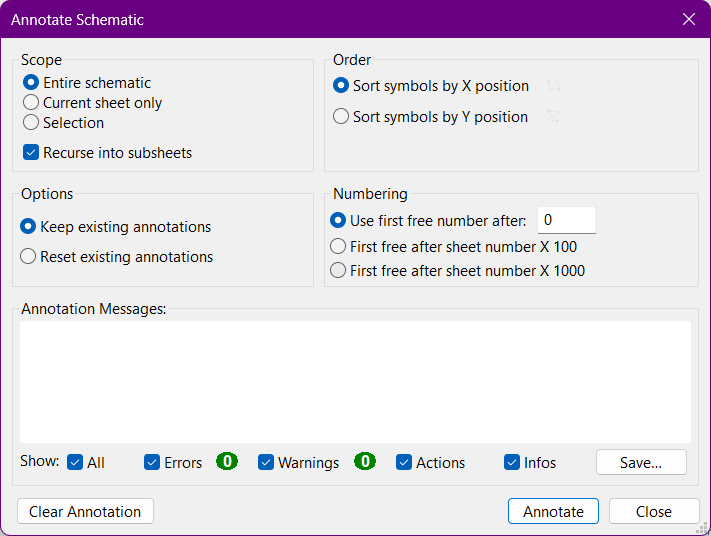 Annotate Schematic
Scope
Entire schematic
Current sheet only
Selection
Recurse into subsheets
Order
Sort symbols by X position
Sort symbols by Y position
Options
Keep existing annotations
Reset existing annotations
Numbering
Use first free number after: 0
First free after sheet number X 100
First free after sheet number X 1000
Annotation Messages:
Show: All Errors 0 Warnings 0 Actions Infos Save...
Clear Annotation Annotate Close